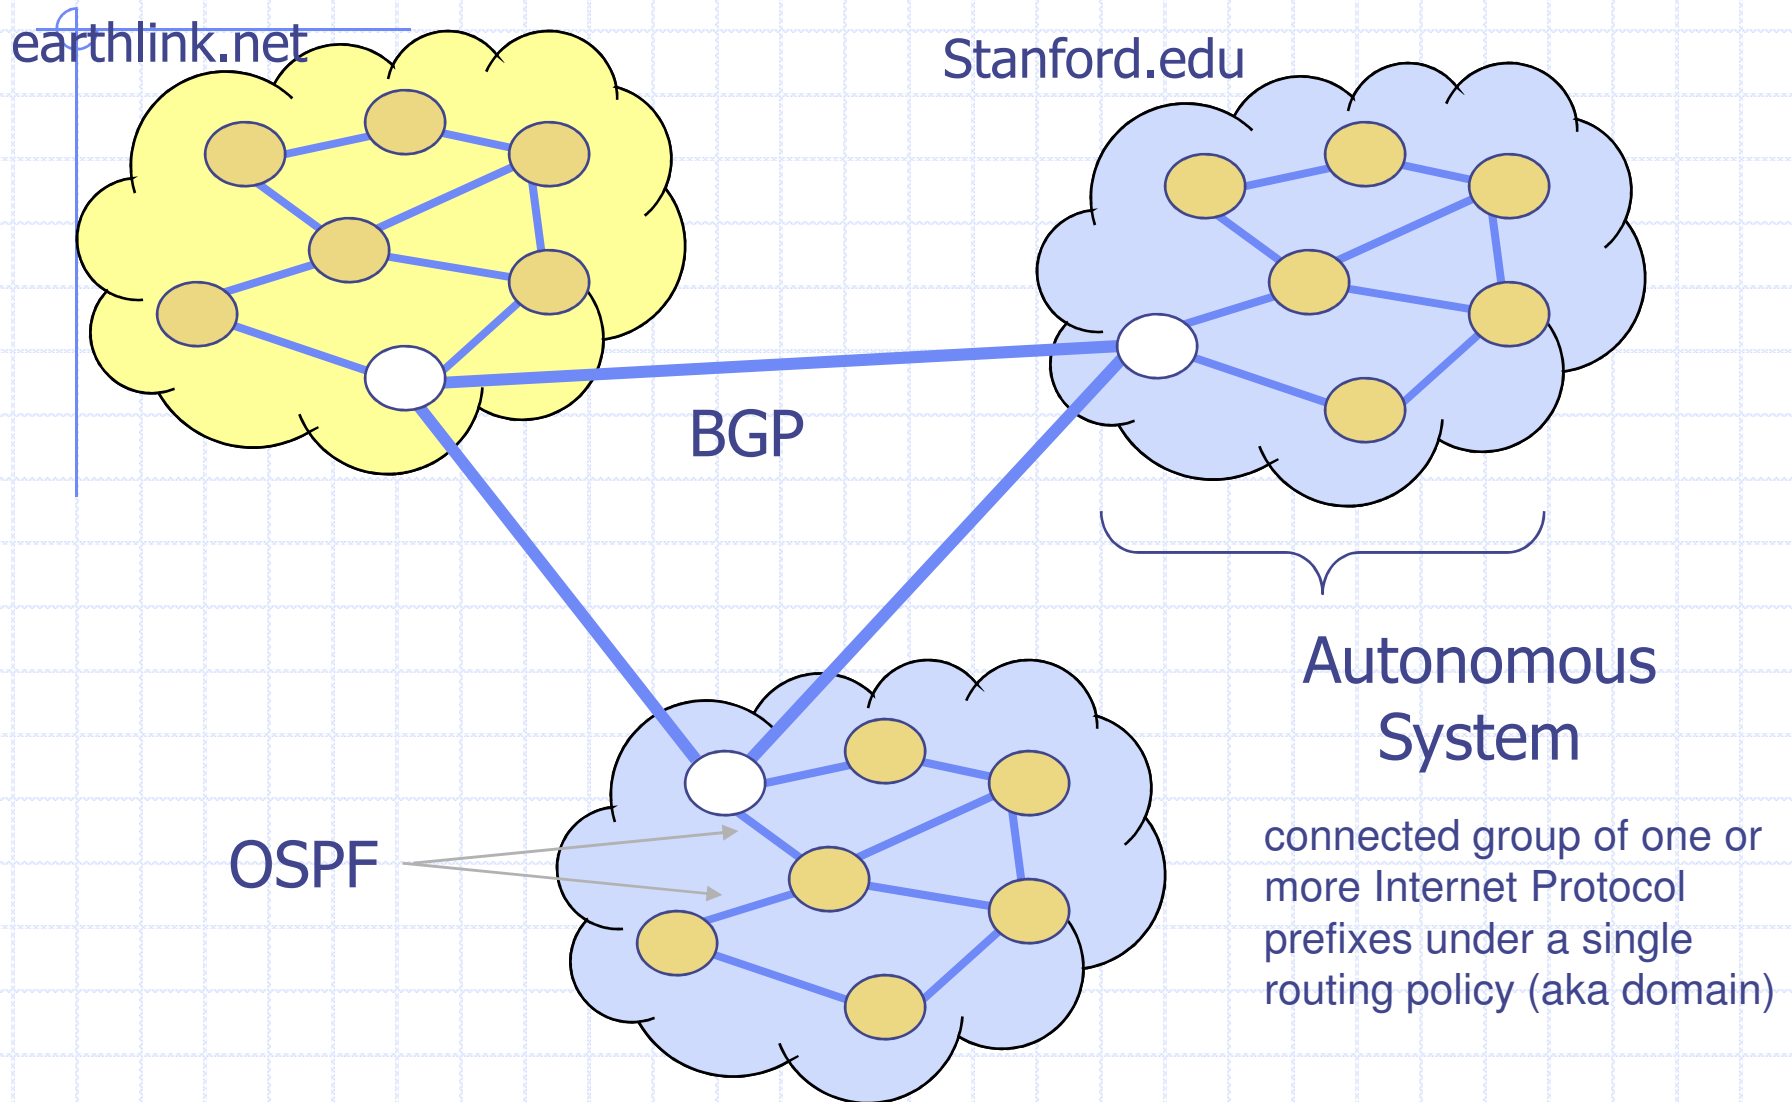 earthlink.net
Stanford.edu
BGP
Autonomous
System
OSPF
connected group of one or
more Internet Protocol
prefixes under a single
routing policy (aka domain)